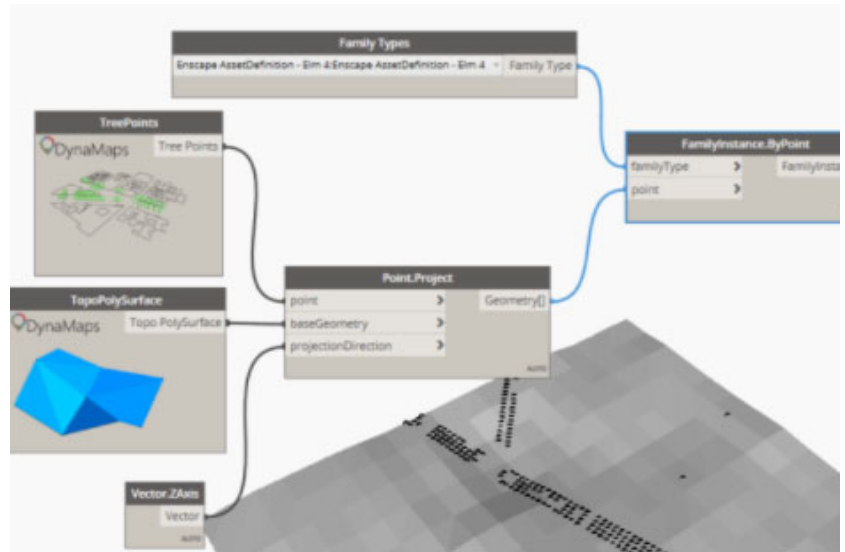 Family Types
Enscape AssetDefinition - Elm 4:Enscape AssetDefinition - Elm 4
Family Type
TreePoints
DynaMaps
Tree Points
FamilyInstance.ByPoint
familyType >
FamilyInsta
point >
Point.Project
point >
Geometry[]
baseGeometry >
projectionDirection >
AUTO
TopoPolySurface
DynaMaps
Topo PolySurface
Vector.ZAxis
Vector
AUTO